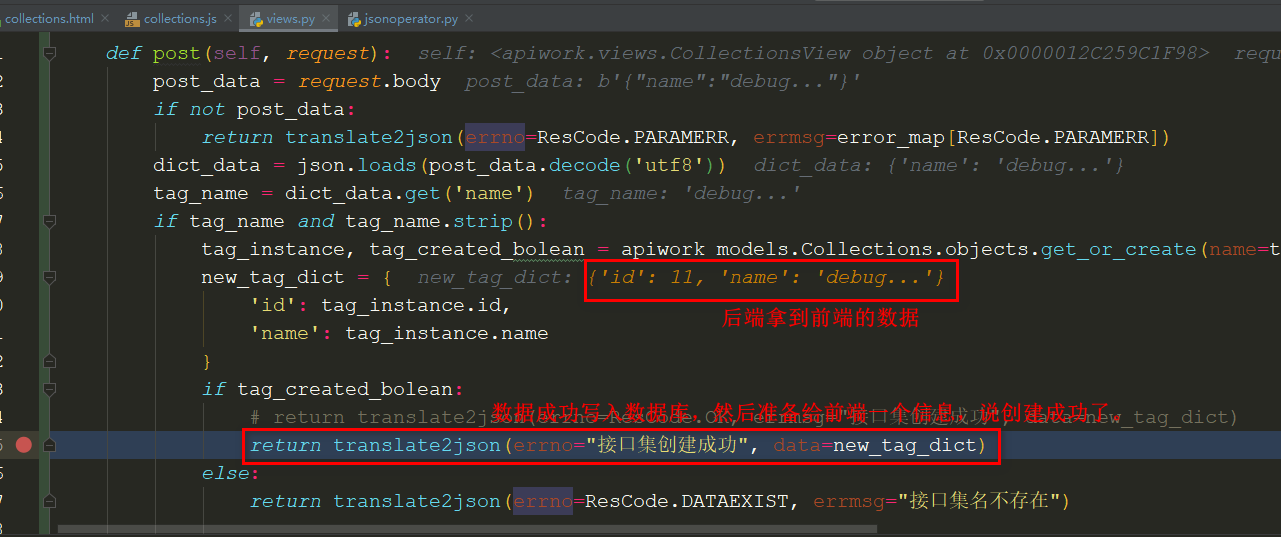 collections.html × collections.js × views.py × jsonoperator.py ×
def post(self, request): self: <apiwork.views.CollectionsView object at 0x0000012C259C1F98> requ
post_data = request.body post_data: b'{"name":"debug..."}'
if not post_data:
return translate2json(errno=ResCode.PARAMERR, errmsg=error_map[ResCode.PARAMERR])
dict_data = json.loads(post_data.decode('utf8')) dict_data: {'name': 'debug...'}
tag_name = dict_data.get('name') tag_name: 'debug...'
if tag_name and tag_name.strip():
tag_instance, tag_created_bolean = apiwork models.Collections.objects.get_or_create(name=t
new_tag_dict = { new_tag_dict: {'id': 11, 'name': 'debug...'}
'id': tag_instance.id,
后端拿到前端的数据
'name': tag_instance.name
}
if tag_created_bolean:
数据成功写入数据库，然后准备给前端一个信息，说创建成功了
# return translate2json(errno=ResCode.OK, errmsg="接口集创建成功", data=new_tag_dict)
return translate2json(errno="接口集创建成功", data=new_tag_dict)
else:
return translate2json(errno=ResCode.DATAEXIST, errmsg="接口集名不存在")